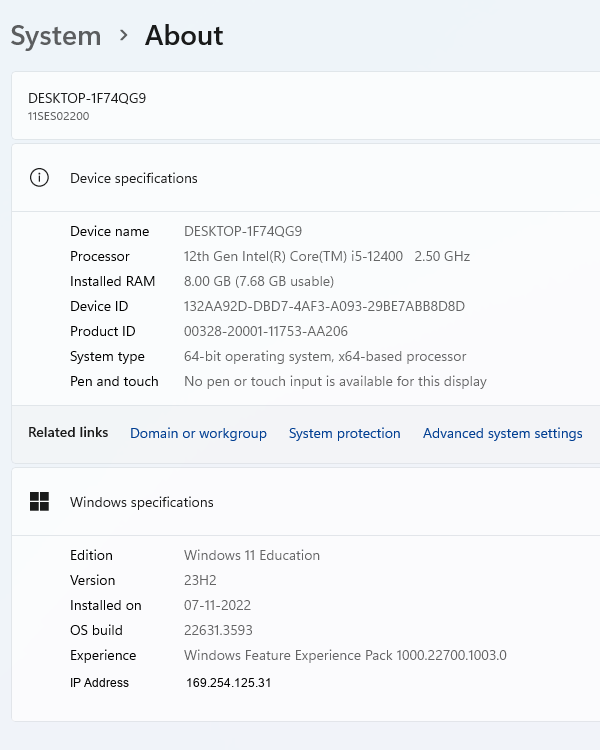 System > About
DESKTOP-1F74QG9
11SES02200
Device specifications
Device name DESKTOP-1F74QG9
Processor 12th Gen Intel(R) Core(TM) i5-12400 2.50 GHz
Installed RAM 8.00 GB (7.68 GB usable)
Device ID 132AA92D-DBD7-4AF3-A093-29BE7ABB8D8D
Product ID 00328-20001-11753-AA206
System type 64-bit operating system, x64-based processor
Pen and touch No pen or touch input is available for this display
Related links Domain or workgroup System protection Advanced system settings
Windows specifications
Edition Windows 11 Education
Version 23H2
Installed on 07-11-2022
OS build 22631.3593
Experience Windows Feature Experience Pack 1000.22700.1003.0
IP Address 169.254.125.31